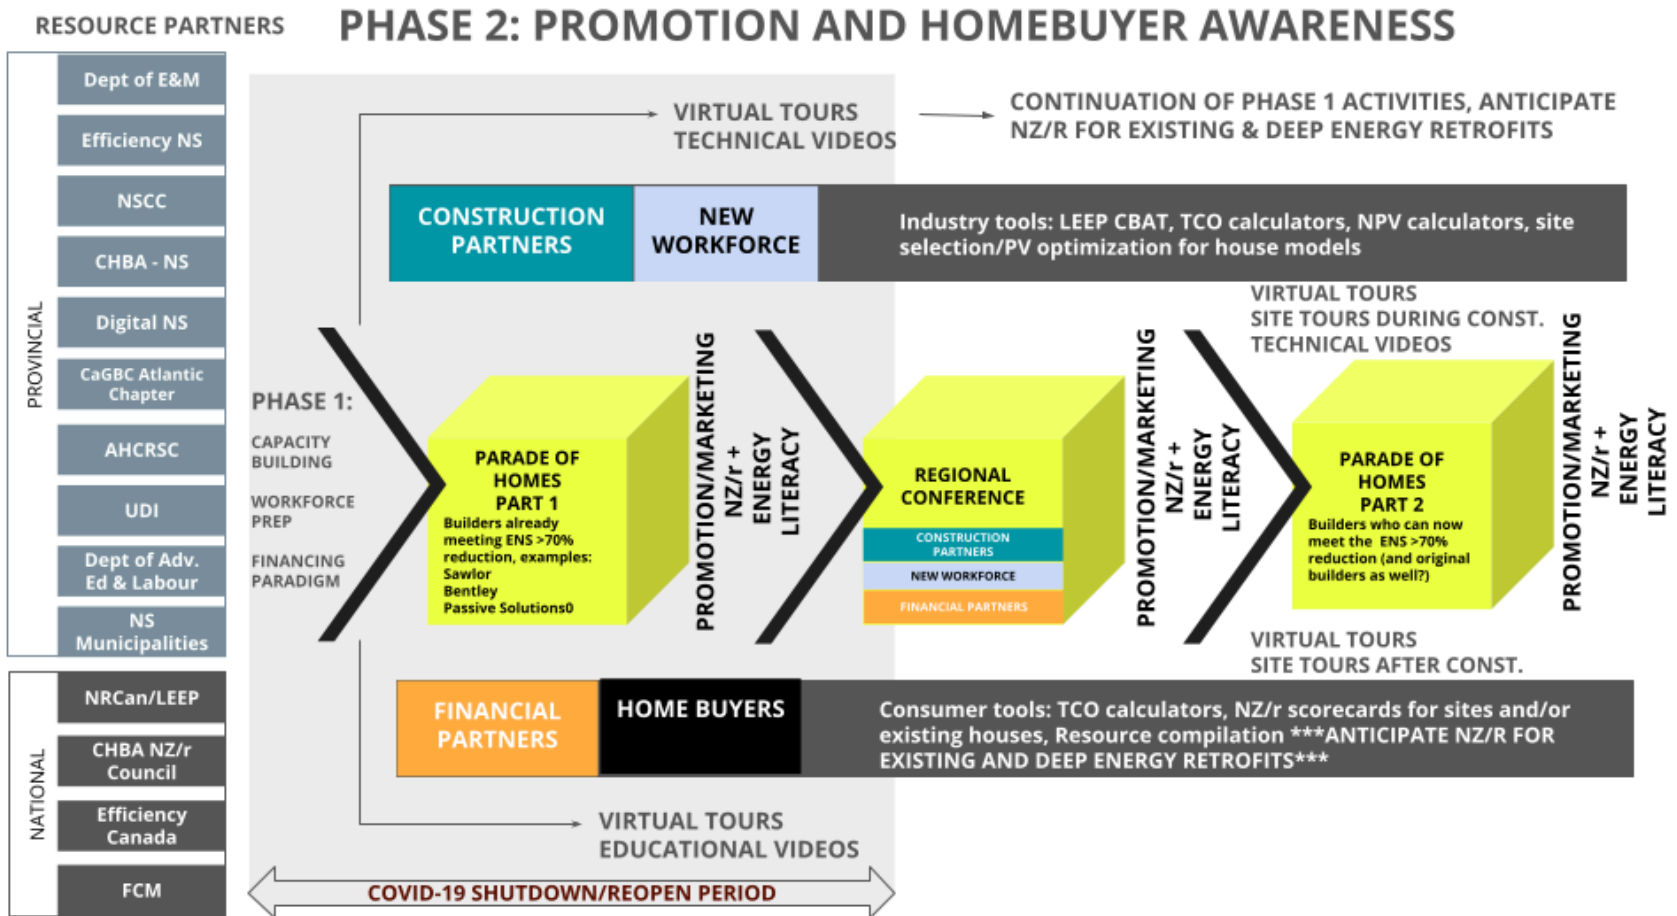 RESOURCE PARTNERS
PHASE 2: PROMOTION AND HOMEBUYER AWARENESS
PROVINCIAL
Dept of E&M
Efficiency NS
NSCC
CHBA - NS
Digital NS
CaGBC Atlantic
Chapter
AHCRSC
UDI
Dept of Adv.
Ed & Labour
NS
Municipalities
NATIONAL
NRCan/LEEP
CHBA NZ/r
Council
Efficiency
Canada
FCM
VIRTUAL TOURS
TECHNICAL VIDEOS
CONTINUATION OF PHASE 1 ACTIVITIES, ANTICIPATE
NZ/R FOR EXISTING & DEEP ENERGY RETROFITS
CONSTRUCTION
PARTNERS
NEW
WORKFORCE
Industry tools: LEEP CBAT, TCO calculators, NPV calculators, site
selection/PV optimization for house models
PHASE 1:
CAPACITY
BUILDING
WORKFORCE
PREP
FINANCING
PARADIGM
PARADE OF
HOMES
PART 1
Builders already
meeting ENS >70%
reduction, examples:
Sawlor
Bentley
Passive Solutions0
PROMOTION/MARKETING
NZ/r +
ENERGY
LITERACY
REGIONAL
CONFERENCE
CONSTRUCTION
PARTNERS
NEW WORKFORCE
FINANCIAL PARTNERS
PROMOTION/MARKETING
NZ/r +
ENERGY
LITERACY
VIRTUAL TOURS
SITE TOURS DURING CONST.
TECHNICAL VIDEOS
PARADE OF
HOMES
PART 2
Builders who can now
meet the ENS >70%
reduction (and original
builders as well?)
PROMOTION/MARKETING
NZ/r +
ENERGY
LITERACY
VIRTUAL TOURS
SITE TOURS AFTER CONST.
FINANCIAL
PARTNERS
HOME BUYERS
Consumer tools: TCO calculators, NZ/r scorecards for sites and/or
existing houses, Resource compilation ***ANTICIPATE NZ/R FOR
EXISTING AND DEEP ENERGY RETROFITS***
VIRTUAL TOURS
EDUCATIONAL VIDEOS
COVID-19 SHUTDOWN/REOPEN PERIOD